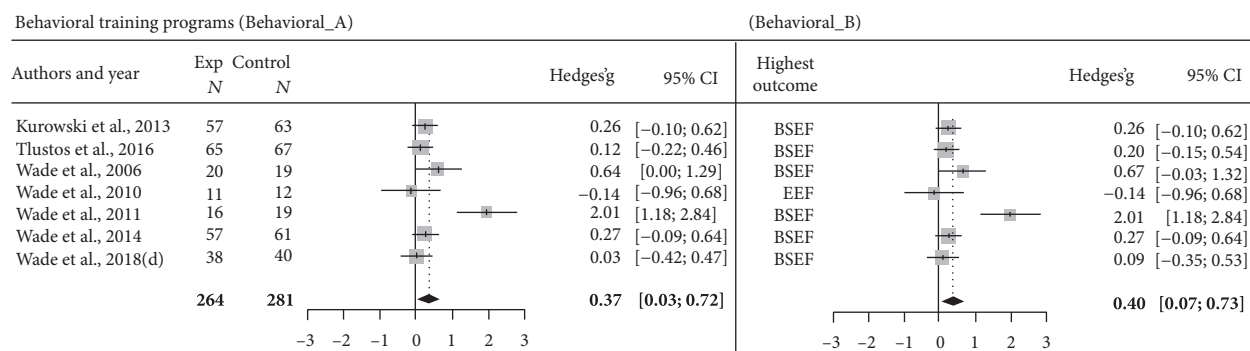 Behavioral training programs (Behavioral_A) (Behavioral_B)
Authors and year Exp N Control N Hedges'g 95% CI Highest outcome Hedges'g 95% CI
Kurowski et al., 2013 57 63 0.26 [−0.10; 0.62] BSEF 0.26 [−0.10; 0.62]
Tlustos et al., 2016 65 67 0.12 [−0.22; 0.46] BSEF 0.20 [−0.15; 0.54]
Wade et al., 2006 20 19 0.64 [0.00; 1.29] BSEF 0.67 [−0.03; 1.32]
Wade et al., 2010 11 12 −0.14 [−0.96; 0.68] EEF −0.14 [−0.96; 0.68]
Wade et al., 2011 16 19 2.01 [1.18; 2.84] BSEF 2.01 [1.18; 2.84]
Wade et al., 2014 57 61 0.27 [−0.09; 0.64] BSEF 0.27 [−0.09; 0.64]
Wade et al., 2018(d) 38 40 0.03 [−0.42; 0.47] BSEF 0.09 [−0.35; 0.53]
264 281 0.37 [0.03; 0.72] 0.40 [0.07; 0.73]
−3 −2 −1 0 1 2 3 −3 −2 −1 0 1 2 3